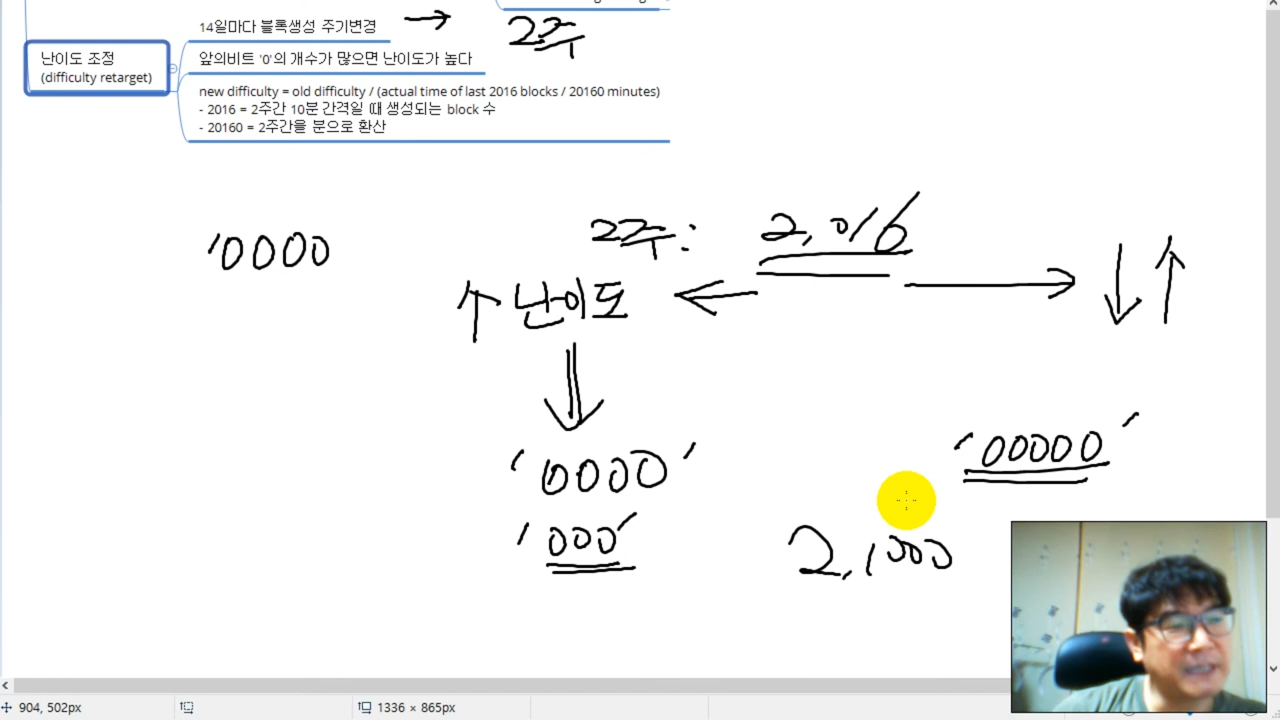 14일마다 블록생성 주기변경
2주
난이도 조정
(difficulty retarget)
앞의비트 '0'의 개수가 많으면 난이도가 높다
new difficulty = old difficulty / (actual time of last 2016 blocks / 20160 minutes)
- 2016 = 2주간 10분 간격일 때 생성되는 block 수
- 20160 = 2주간을 분으로 환산
'0000
2주: 2,016
난이도
'0000'
'00000'
'000'
2,1000
904, 502px
1336 × 865px